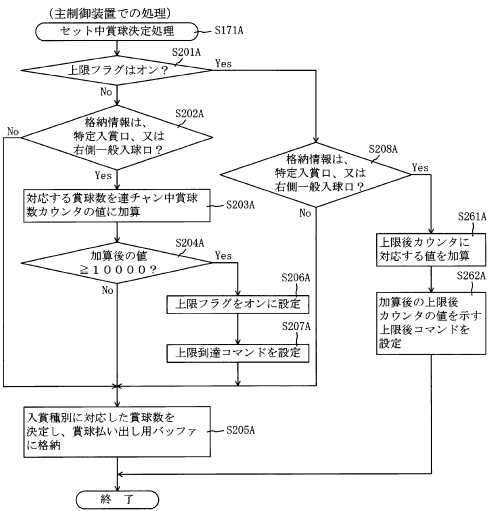 （主制御装置での処理）
セット中賞球決定処理
S171A
S201A
上限フラグはオン？
Yes
No
S202A
格納情報は、
特定入賞口、又は
右側一般入球口？
No
Yes
S208A
格納情報は、
特定入賞口、又は
右側一般入球口？
Yes
No
対応する賞球数を連チャン中賞球
数カウンタの値に加算
S203A
S204A
加算後の値
≧１００００？
Yes
No
S206A
上限フラグをオンに設定
S207A
上限到達コマンドを設定
S261A
上限後カウンタに
対応する値を加算
S262A
加算後の上限後
カウンタの値を示す
上限後コマンドを
設定
入賞種別に対応した賞球数を
決定し、賞球払い出し用バッファ
に格納
S205A
終　了